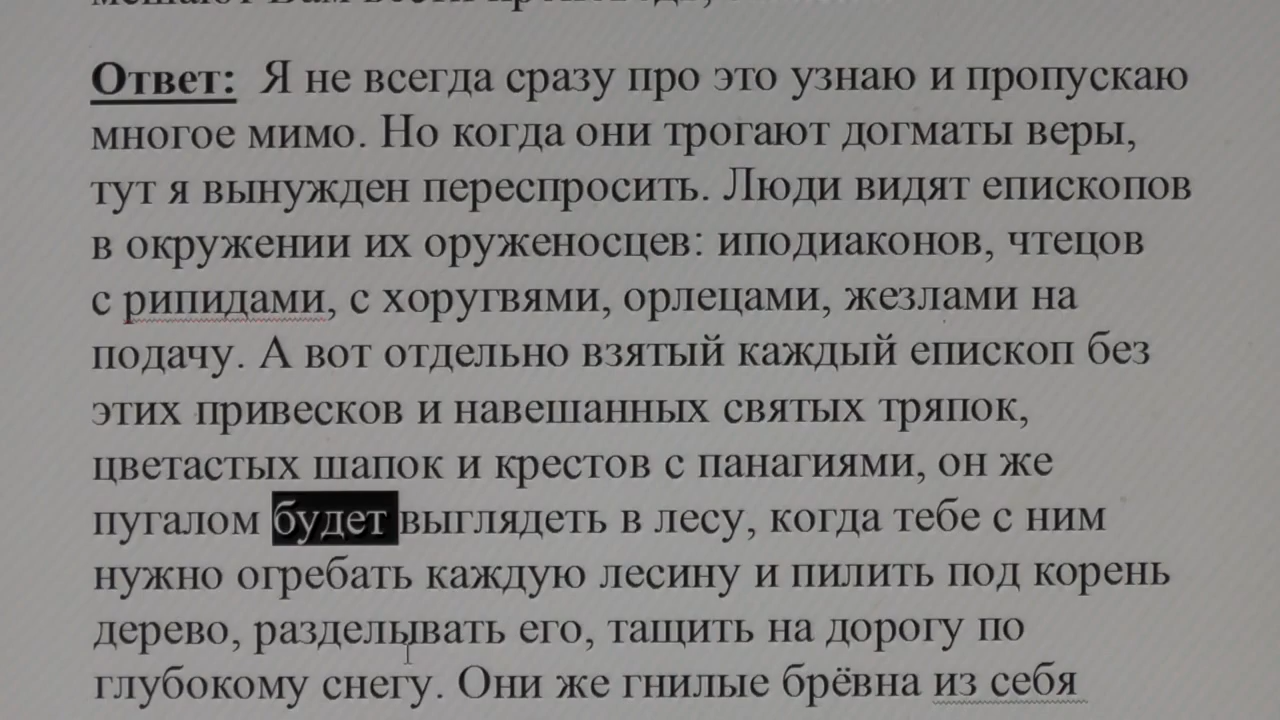 Ответ: Я не всегда сразу про это узнаю и пропускаю
многое мимо. Но когда они трогают догматы веры,
тут я вынужден переспросить. Люди видят епископов
в окружении их оруженосцев: иподиаконов, чтецов
с рипидами, с хоругвями, орлецами, жезлами на
подачу. А вот отдельно взятый каждый епископ без
этих привесков и навешанных святых тряпок,
цветастых шапок и крестов с панагиями, он же
пугалом будет выглядеть в лесу, когда тебе с ним
нужно огребать каждую лесину и пилить под корень
дерево, разделывать его, тащить на дорогу по
глубокому снегу. Они же гнилые брёвна из себя